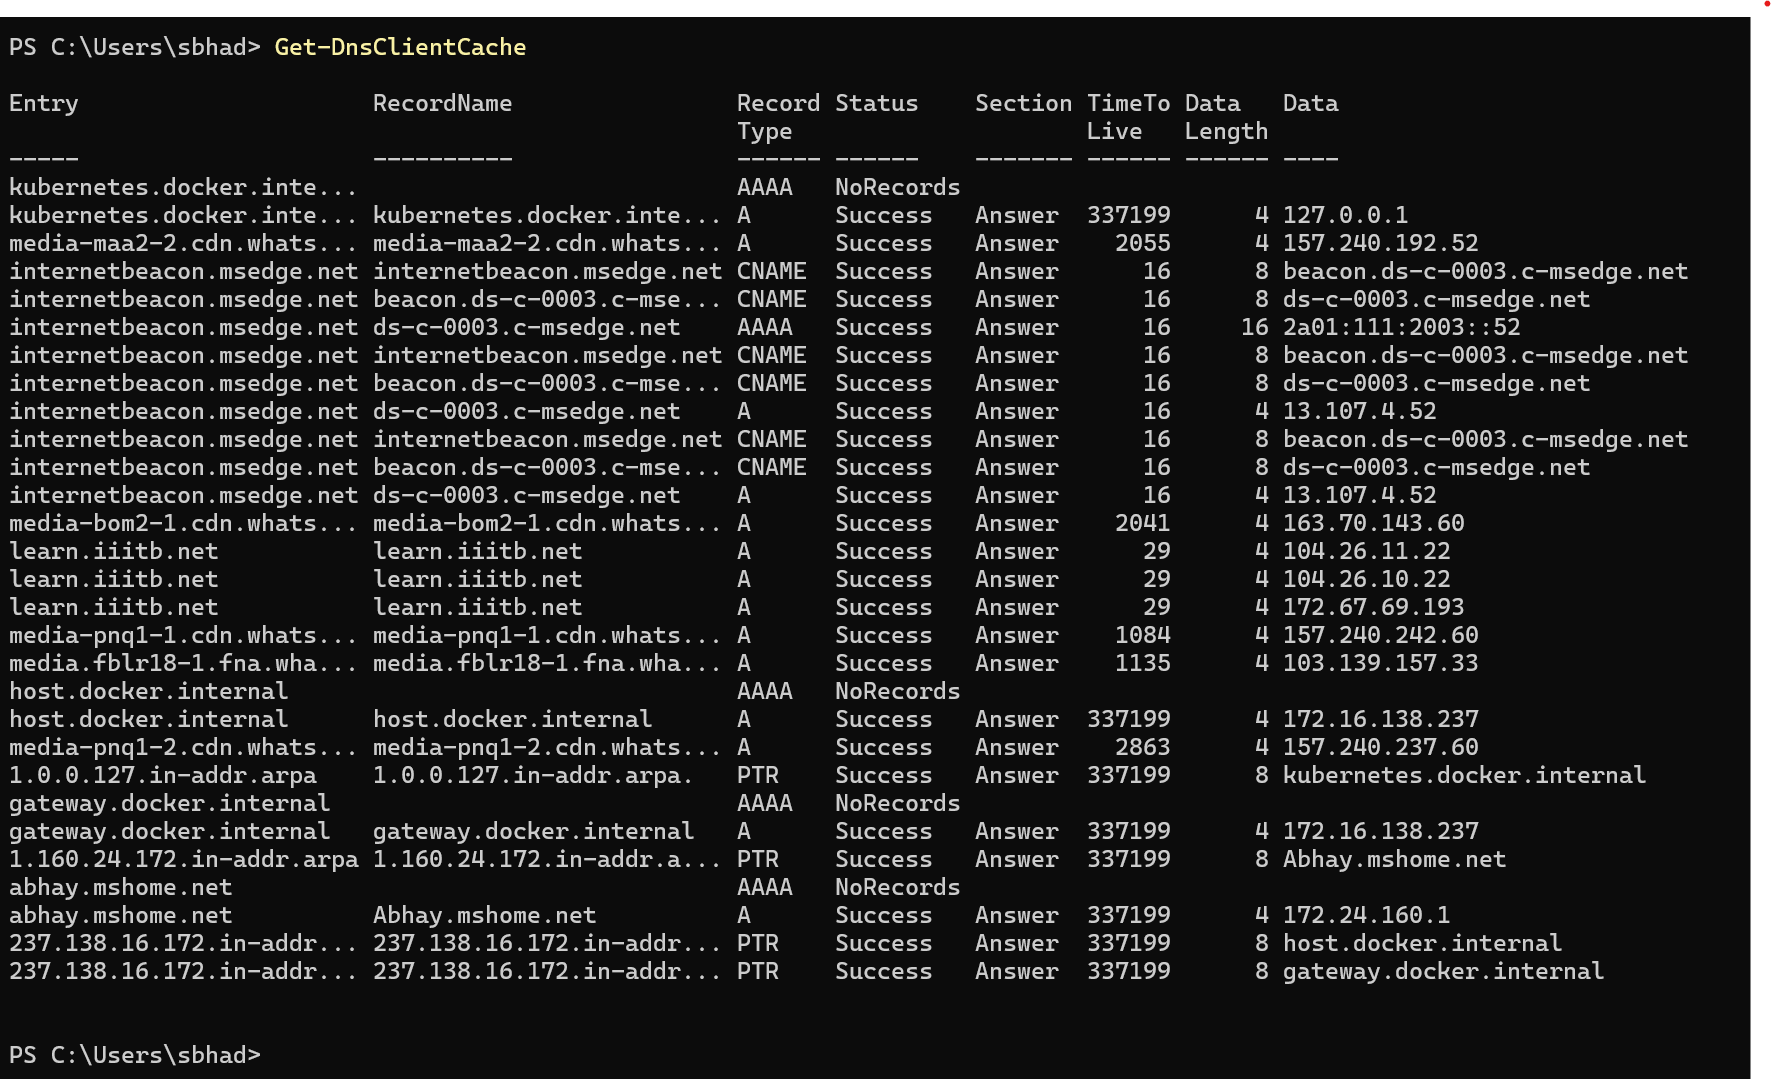 PS C:\Users\sbhad> Get-DnsClientCache
Entry                     RecordName                Record Status    Section TimeTo Data   Data
                                                    Type                     Live   Length
-----                     ----------                ------ ------    ------- ------ ------ ----
kubernetes.docker.inte...                           AAAA   NoRecords
kubernetes.docker.inte... kubernetes.docker.inte... A      Success   Answer  337199      4 127.0.0.1
media-maa2-2.cdn.whats... media-maa2-2.cdn.whats... A      Success   Answer    2055      4 157.240.192.52
internetbeacon.msedge.net internetbeacon.msedge.net CNAME  Success   Answer      16      8 beacon.ds-c-0003.c-msedge.net
internetbeacon.msedge.net beacon.ds-c-0003.c-mse... CNAME  Success   Answer      16      8 ds-c-0003.c-msedge.net
internetbeacon.msedge.net ds-c-0003.c-msedge.net    AAAA   Success   Answer      16     16 2a01:111:2003::52
internetbeacon.msedge.net internetbeacon.msedge.net CNAME  Success   Answer      16      8 beacon.ds-c-0003.c-msedge.net
internetbeacon.msedge.net beacon.ds-c-0003.c-mse... CNAME  Success   Answer      16      8 ds-c-0003.c-msedge.net
internetbeacon.msedge.net ds-c-0003.c-msedge.net    A      Success   Answer      16      4 13.107.4.52
internetbeacon.msedge.net internetbeacon.msedge.net CNAME  Success   Answer      16      8 beacon.ds-c-0003.c-msedge.net
internetbeacon.msedge.net beacon.ds-c-0003.c-mse... CNAME  Success   Answer      16      8 ds-c-0003.c-msedge.net
internetbeacon.msedge.net ds-c-0003.c-msedge.net    A      Success   Answer      16      4 13.107.4.52
media-bom2-1.cdn.whats... media-bom2-1.cdn.whats... A      Success   Answer    2041      4 163.70.143.60
learn.iiitb.net           learn.iiitb.net           A      Success   Answer      29      4 104.26.11.22
learn.iiitb.net           learn.iiitb.net           A      Success   Answer      29      4 104.26.10.22
learn.iiitb.net           learn.iiitb.net           A      Success   Answer      29      4 172.67.69.193
media-pnq1-1.cdn.whats... media-pnq1-1.cdn.whats... A      Success   Answer    1084      4 157.240.242.60
media.fblr18-1.fna.wha... media.fblr18-1.fna.wha... A      Success   Answer    1135      4 103.139.157.33
host.docker.internal                                AAAA   NoRecords
host.docker.internal      host.docker.internal      A      Success   Answer  337199      4 172.16.138.237
media-pnq1-2.cdn.whats... media-pnq1-2.cdn.whats... A      Success   Answer    2863      4 157.240.237.60
1.0.0.127.in-addr.arpa    1.0.0.127.in-addr.arpa.   PTR    Success   Answer  337199      8 kubernetes.docker.internal
gateway.docker.internal                             AAAA   NoRecords
gateway.docker.internal   gateway.docker.internal   A      Success   Answer  337199      4 172.16.138.237
1.160.24.172.in-addr.arpa 1.160.24.172.in-addr.a... PTR    Success   Answer  337199      8 Abhay.mshome.net
abhay.mshome.net                                    AAAA   NoRecords
abhay.mshome.net          Abhay.mshome.net          A      Success   Answer  337199      4 172.24.160.1
237.138.16.172.in-addr... 237.138.16.172.in-addr... PTR    Success   Answer  337199      8 host.docker.internal
237.138.16.172.in-addr... 237.138.16.172.in-addr... PTR    Success   Answer  337199      8 gateway.docker.internal
PS C:\Users\sbhad>